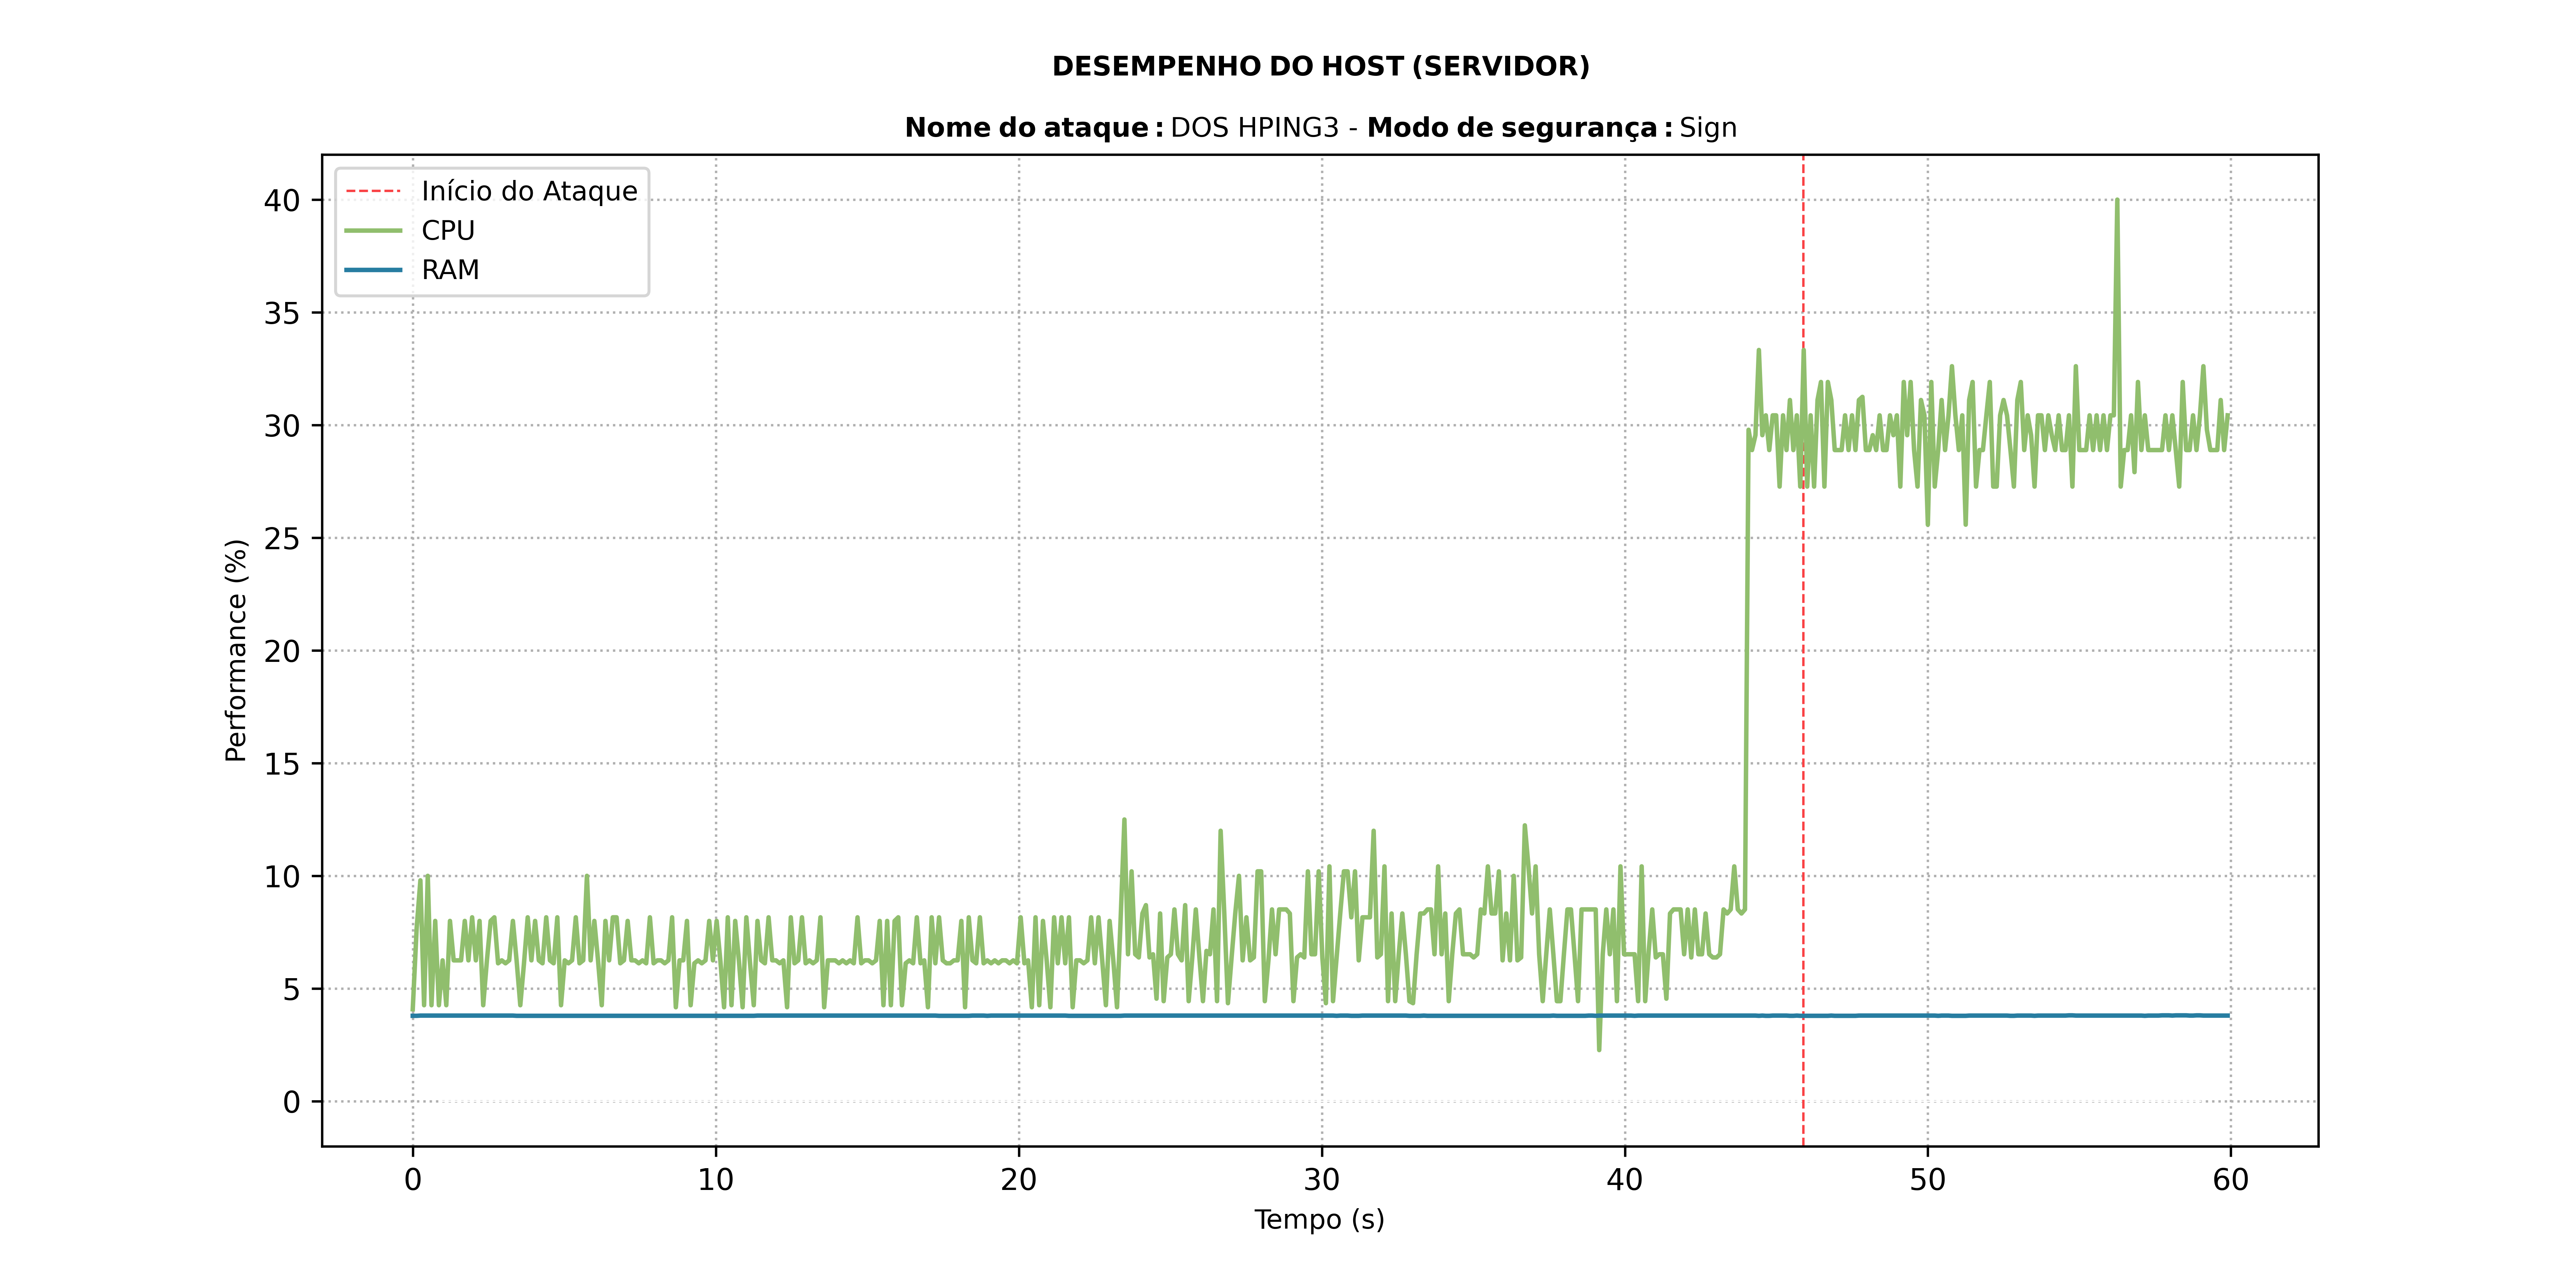 DESEMPENHO DO HOST (SERVIDOR)
Nome do ataque: DOS HPING3 - Modo de segurança: Sign
Início do Ataque
CPU
RAM
Performance (%)
40
35
30
25
20
15
10
5
0
0 10 20 30 40 50 60
Tempo (s)